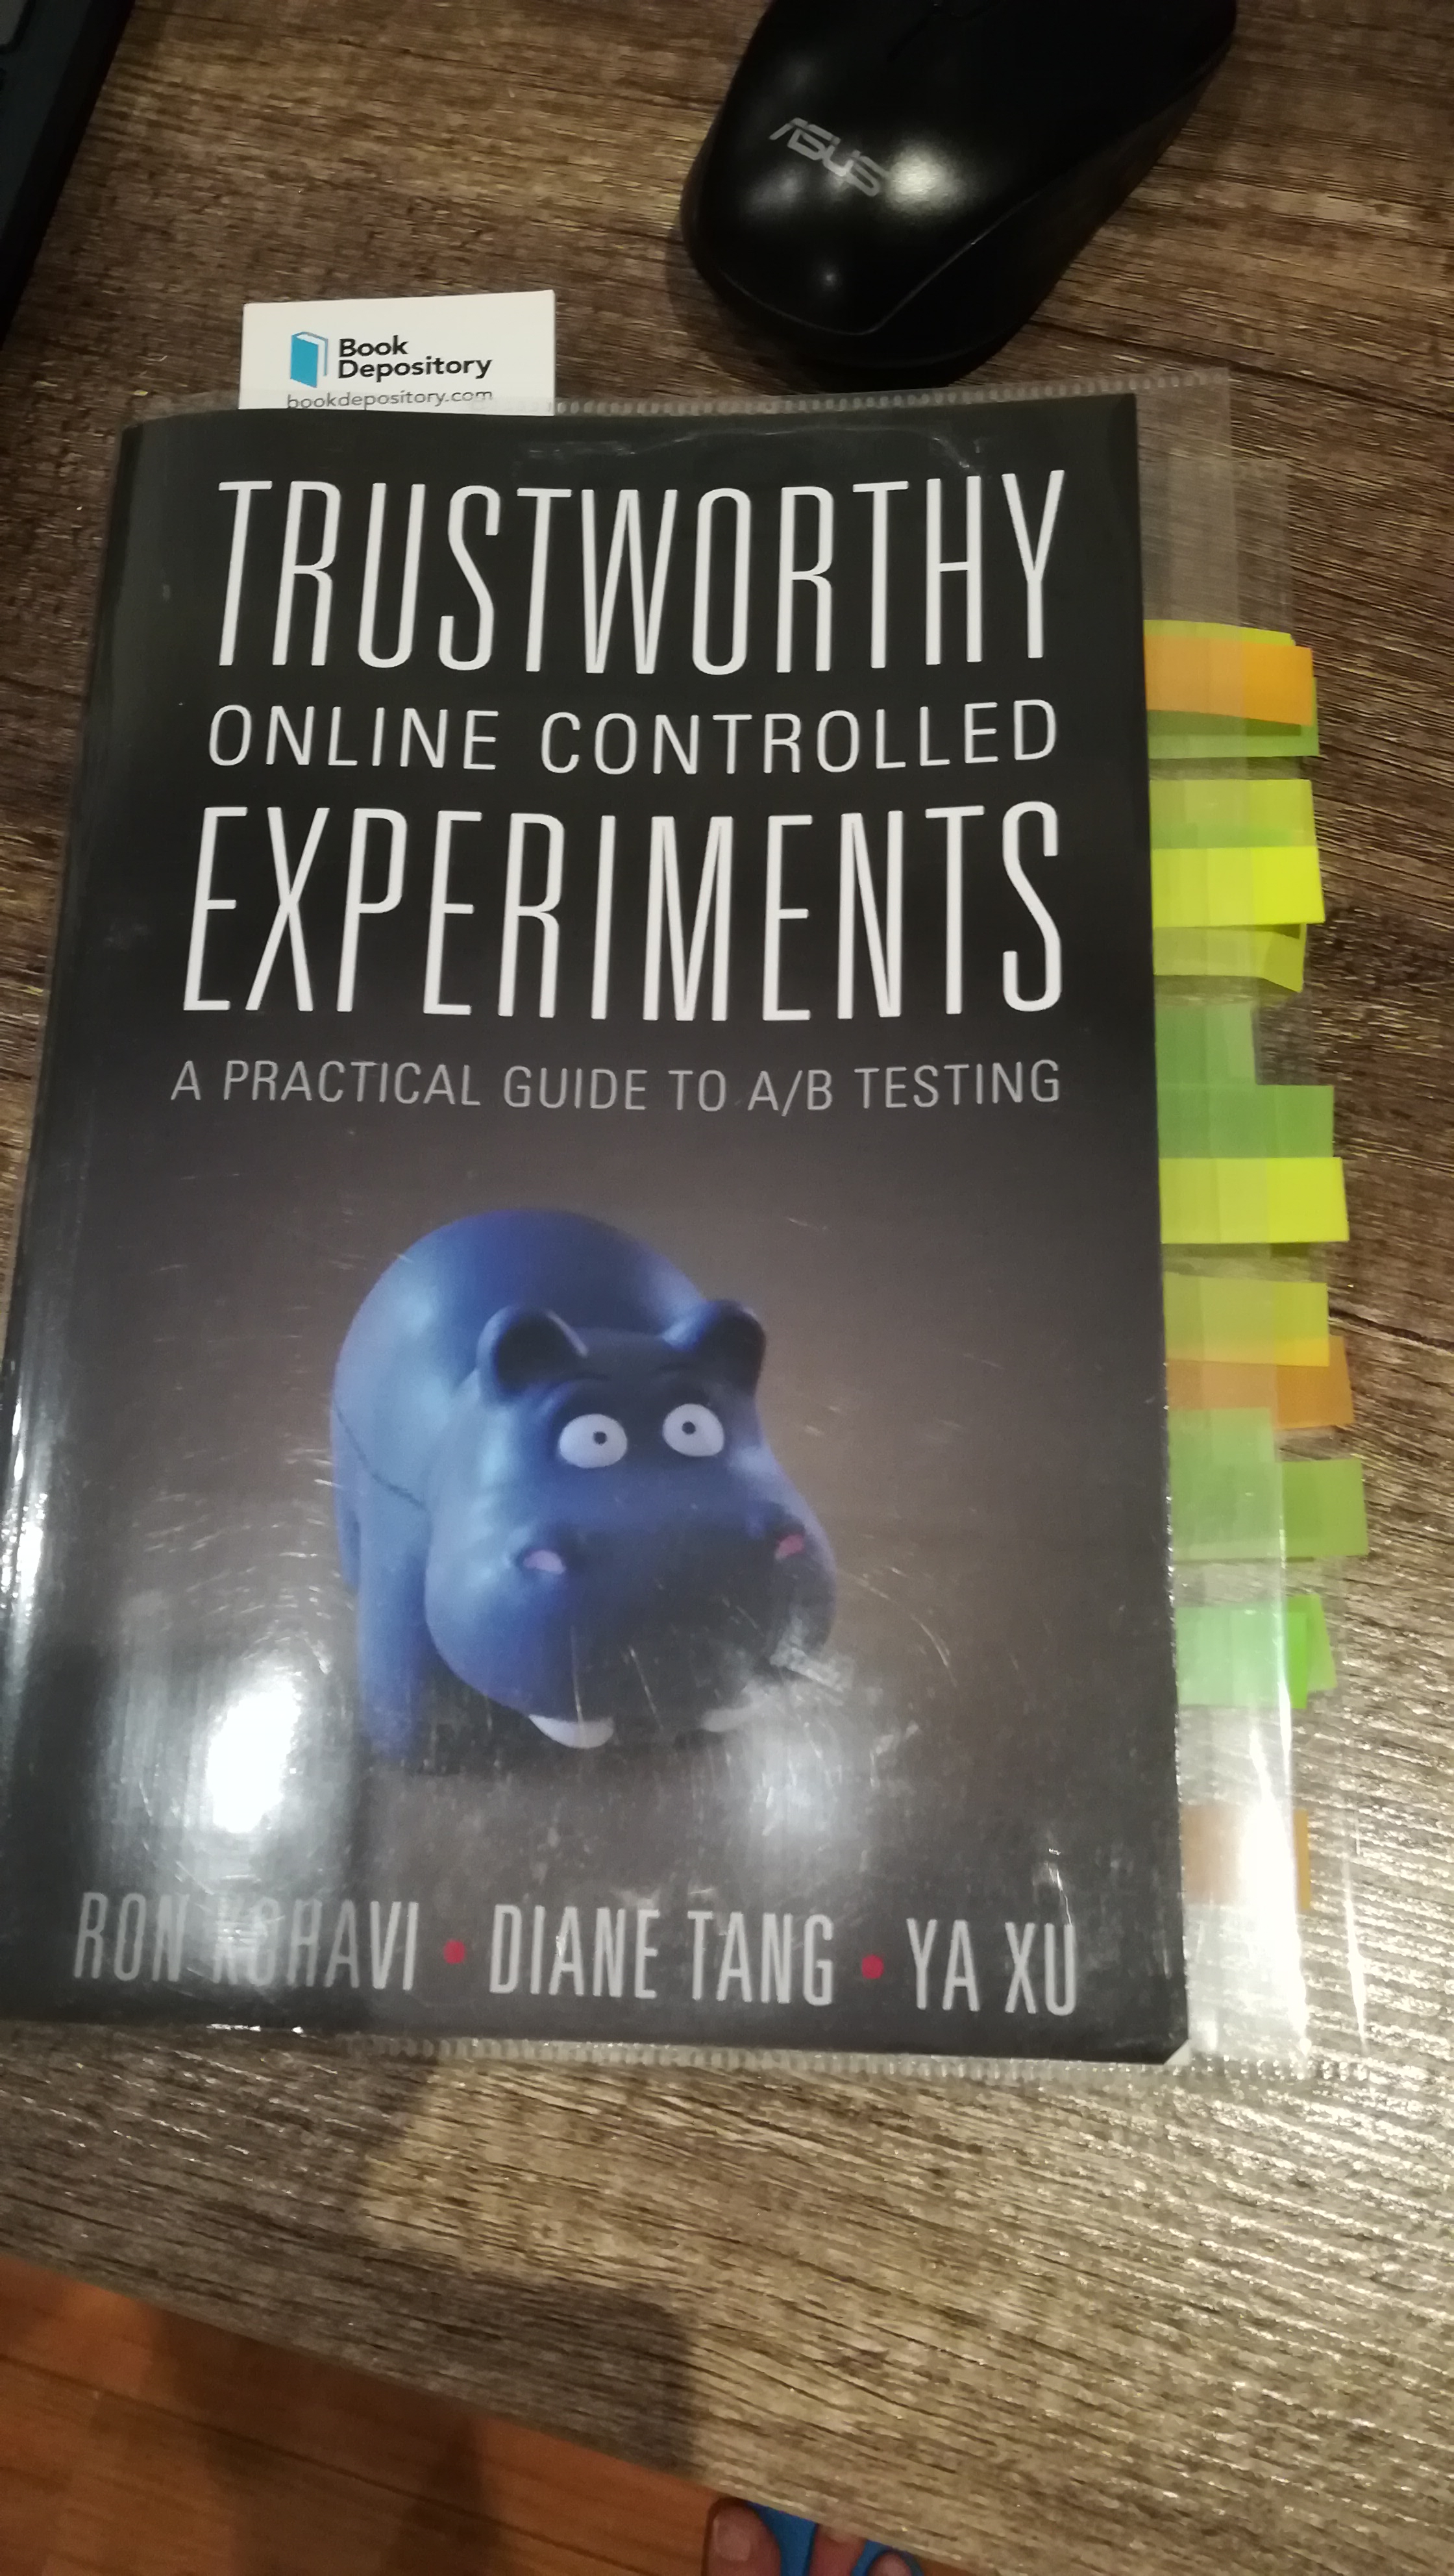 ASUS
Book
Depository
bookdepository.com
TRUSTWORTHY
ONLINE CONTROLLED
EXPERIMENTS
A PRACTICAL GUIDE TO A/B TESTING
RON KOHAVI • DIANE TANG • YA XU